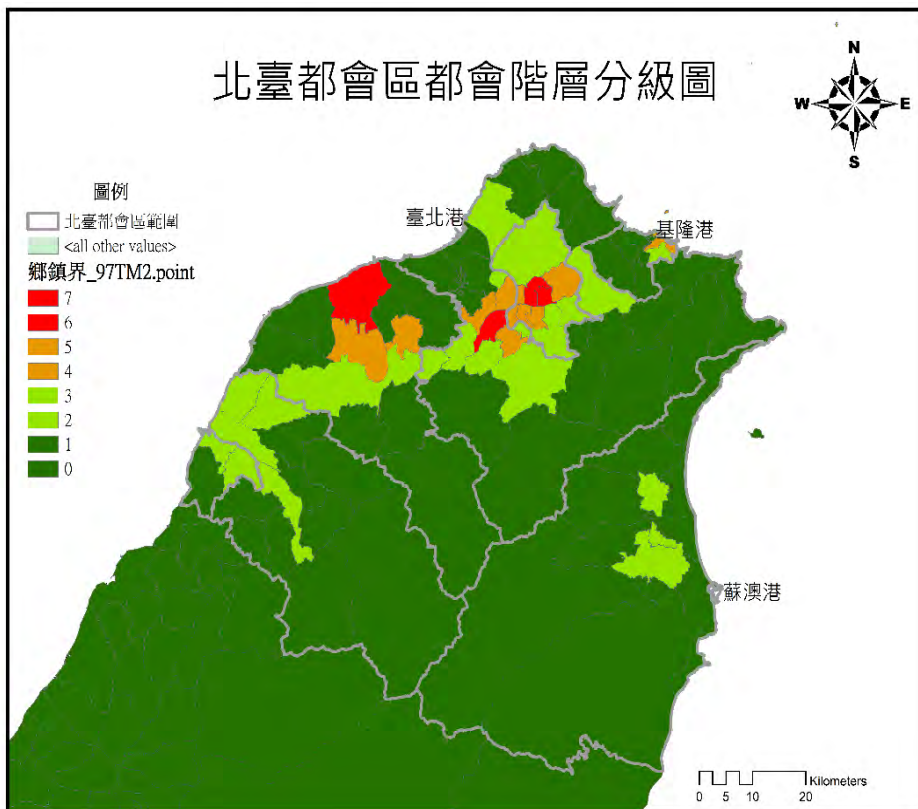 北臺都會區都會階層分級圖
N
W
E
S
圖例
北臺都會區範圍
<all other values>
鄉鎮界_97TM2.point
7
6
5
4
3
2
1
0
臺北港
基隆港
蘇澳港
Kilometers
0 5 10 20